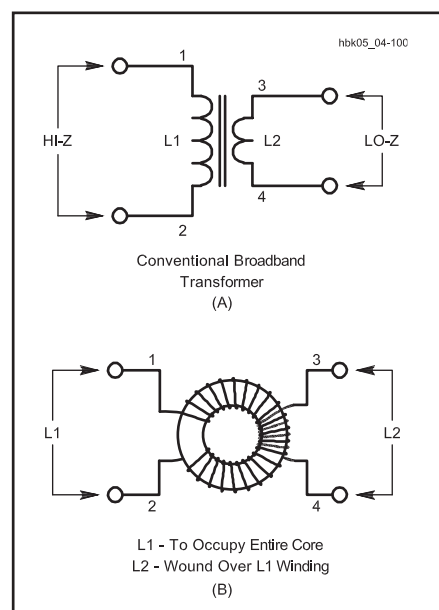 hbk05_04-100
1
3
HI-Z
L1
L2
LO-Z
2
4
Conventional Broadband
Transformer
(A)
1
3
L1
L2
2
4
L1 - To Occupy Entire Core
L2 - Wound Over L1 Winding
(B)